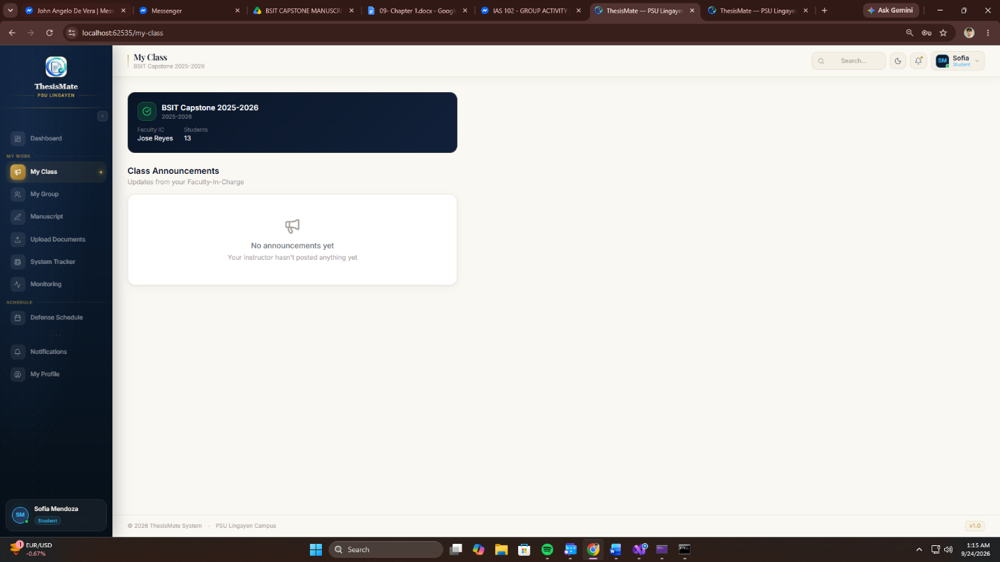 John Angelo De Vera | Mess
Messenger
BSIT CAPSTONE MANUSCRI
09- Chapter 1.docx - Google
IAS 102 - GROUP ACTIVITY
ThesisMate — PSU Lingayen
ThesisMate — PSU Lingayen
Ask Gemini
localhost:62535/my-class
ThesisMate
PSU LINGAYEN
Dashboard
MY WORK
My Class
My Group
Manuscript
Upload Documents
System Tracker
Monitoring
SCHEDULE
Defense Schedule
Notifications
My Profile
SM
Sofia Mendoza
Student
My Class
BSIT Capstone 2025-2026
Search...
SM
Sofia
Student
BSIT Capstone 2025-2026
2025-2026
Faculty IC
Students
Jose Reyes
13
Class Announcements
Updates from your Faculty-In-Charge
No announcements yet
Your instructor hasn't posted anything yet
© 2026 ThesisMate System - PSU Lingayen Campus
v1.0
1
EUR/USD
-0.67%
Search
1:15 AM
9/24/2026